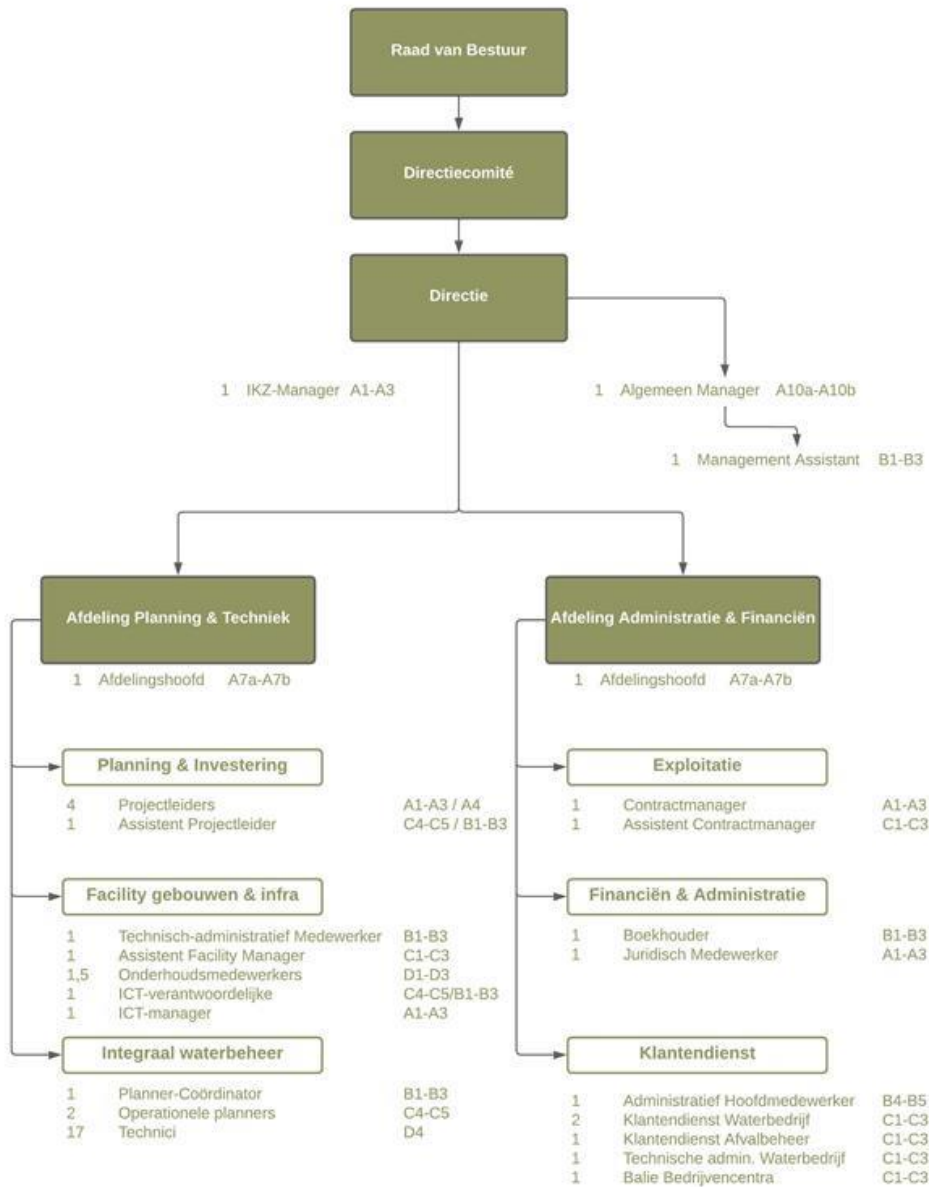 Raad van Bestuur
Directiecomité
Directie
1 IKZ-Manager A1-A3
1 Algemeen Manager A10a-A10b
1 Management Assistant B1-B3
Afdeling Planning & Techniek
1 Afdelingshoofd A7a-A7b
Planning & Investering
4 Projectleiders A1-A3 / A4
1 Assistent Projectleider C4-C5 / B1-B3
Facility gebouwen & infra
1 Technisch-administratief Medewerker B1-B3
1 Assistent Facility Manager C1-C3
1,5 Onderhoudsmedewerkers D1-D3
1 ICT-verantwoordelijke C4-C5/B1-B3
1 ICT-manager A1-A3
Integraal waterbeheer
1 Planner-Coördinator B1-B3
2 Operationele planners C4-C5
17 Technici D4
Afdeling Administratie & Financiën
1 Afdelingshoofd A7a-A7b
Exploitatie
1 Contractmanager A1-A3
1 Assistent Contractmanager C1-C3
Financiën & Administratie
1 Boekhouder B1-B3
1 Juridisch Medewerker A1-A3
Klantendienst
1 Administratief Hoofdmedewerker B4-B5
2 Klantendienst Waterbedrijf C1-C3
1 Klantendienst Afvalbeheer C1-C3
1 Technische admin. Waterbedrijf C1-C3
1 Balie Bedrijvencentra C1-C3